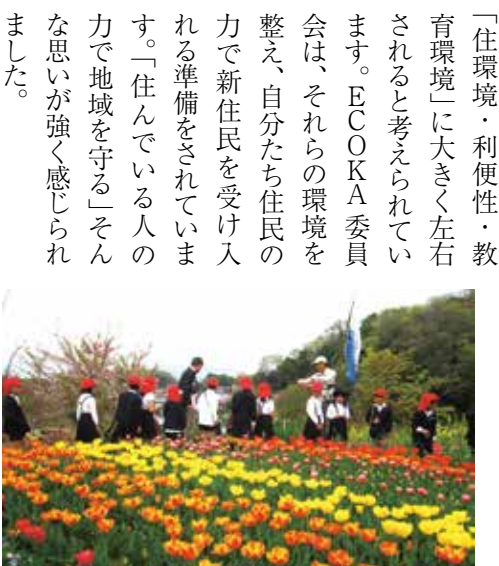 「住環境・利便性・教
育環境」に大きく左右
されると考えられてい
ます。ECOKA委員
会は、それらの環境を
整え、自分たち住民の
力で新住民を受け入
れる準備をされていま
す。「住んでいる人の
力で地域を守る」そん
な思いが強く感じられ
ました。